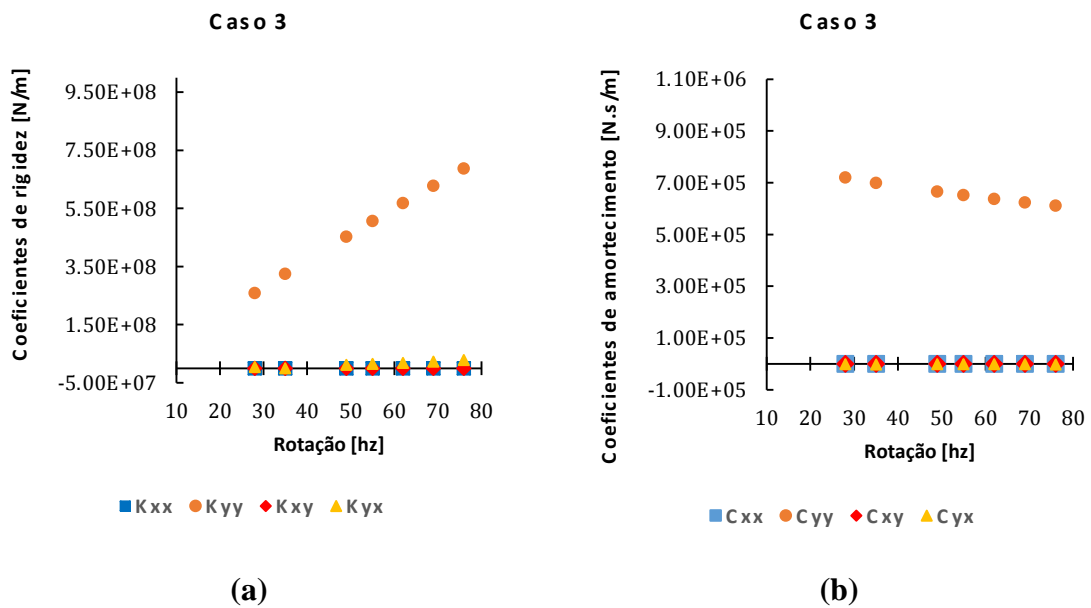 Caso 3
Coeficientes de rigidez [N/m]
9.50E+08
7.50E+08
5.50E+08
3.50E+08
1.50E+08
-5.00E+07
10 20 30 40 50 60 70 80
Rotação [hz]
Kxx Kyy Kxy Kyx
(a)
Caso 3
Coeficientes de amortecimento [N.s/m]
1.10E+06
9.00E+05
7.00E+05
5.00E+05
3.00E+05
1.00E+05
-1.00E+05
10 20 30 40 50 60 70 80
Rotação [hz]
Cxx Cyy Cxy Cyx
(b)